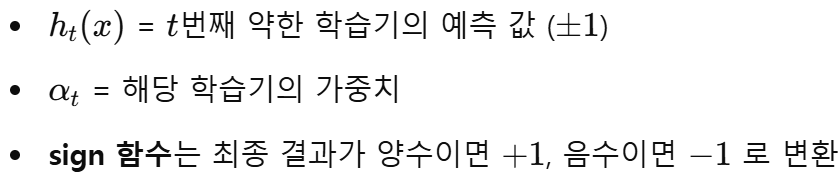 • hₜ(x) = t번째 약한 학습기의 예측 값 (±1)
• αₜ = 해당 학습기의 가중치
• sign 함수는 최종 결과가 양수이면 +1, 음수이면 −1 로 변환